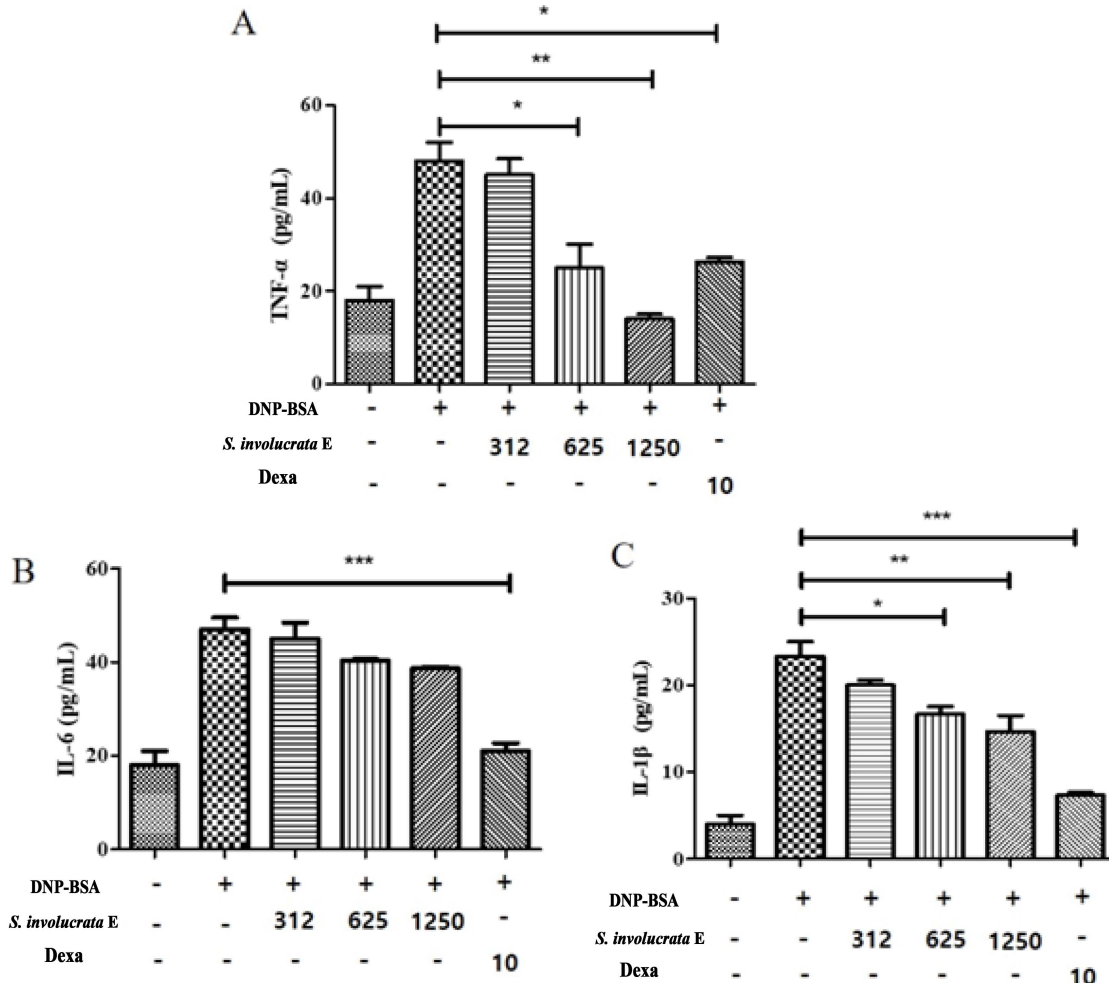 A
*
**
*
60
40
20
0
TNF-α (pg/mL)
DNP-BSA - + + + + +
S. involucrata E - - 312 625 1250 -
Dexa - - - - - 10
B
***
60
40
20
0
IL-6 (pg/mL)
DNP-BSA - + + + + +
S. involucrata E - - 312 625 1250 -
Dexa - - - - - 10
C
***
**
*
30
20
10
0
IL-1β (pg/mL)
DNP-BSA - + + + + +
S. involucrata E - - 312 625 1250 -
Dexa - - - - - 10